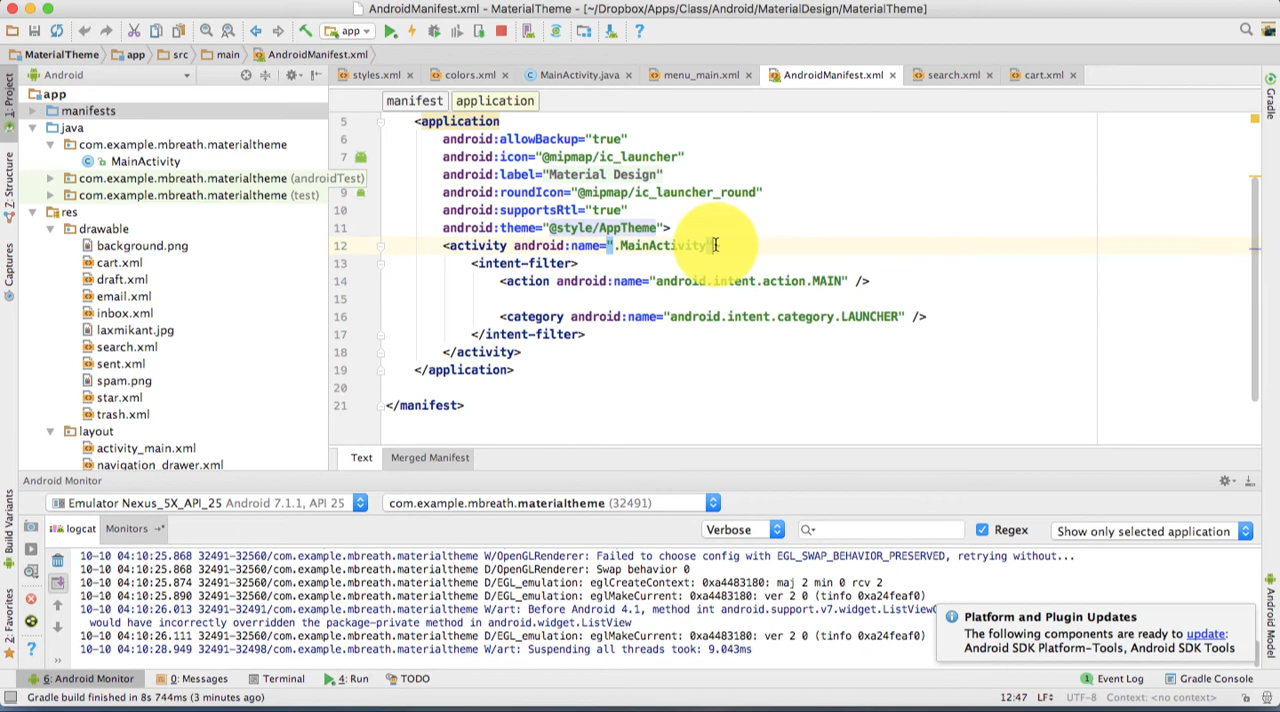 AndroidManifest.xml - MaterialTheme - [~/Dropbox/Apps/Class/Android/MaterialDesign/MaterialTheme]
app
MaterialTheme app src main AndroidManifest.xml
Android
styles.xml colors.xml MainActivity.java menu_main.xml AndroidManifest.xml search.xml cart.xml
1: Project
Z: Structure
Captures
Build Variants
2: Favorites
app
manifests
java
com.example.mbreath.materialtheme
MainActivity
com.example.mbreath.materialtheme (androidTest)
com.example.mbreath.materialtheme (test)
res
drawable
background.png
cart.xml
draft.xml
email.xml
inbox.xml
laxmikant.jpg
search.xml
sent.xml
spam.png
star.xml
trash.xml
layout
activity_main.xml
navigation_drawer.xml
manifest application
5 <application
6 android:allowBackup="true"
7 android:icon="@mipmap/ic_launcher"
android:label="Material Design"
9 android:roundIcon="@mipmap/ic_launcher_round"
10 android:supportsRtl="true"
11 android:theme="@style/AppTheme">
12 <activity android:name=".MainActivity"
13 <intent-filter>
14 <action android:name="android.intent.action.MAIN" />
15
16 <category android:name="android.intent.category.LAUNCHER" />
17 </intent-filter>
18 </activity>
19 </application>
20
21 </manifest>
Text Merged Manifest
Gradle
Android Model
Android Monitor
Emulator Nexus_5X_API_25 Android 7.1.1, API 25 com.example.mbreath.materialtheme (32491)
logcat Monitors Verbose Regex Show only selected application
10-10 04:10:25.868 32491-32560/com.example.mbreath.materialtheme W/OpenGLRenderer: Failed to choose config with EGL_SWAP_BEHAVIOR_PRESERVED, retrying without...
10-10 04:10:25.868 32491-32560/com.example.mbreath.materialtheme D/OpenGLRenderer: Swap behavior 0
10-10 04:10:25.874 32491-32560/com.example.mbreath.materialtheme D/EGL_emulation: eglCreateContext: 0xa4483180: maj 2 min 0 rcv 2
10-10 04:10:25.890 32491-32560/com.example.mbreath.materialtheme D/EGL_emulation: eglMakeCurrent: 0xa4483180: ver 2 0 (tinfo 0xa24feaf0)
10-10 04:10:26.013 32491-32491/com.example.mbreath.materialtheme W/art: Before Android 4.1, method int android.support.v7.widget.ListView
would have incorrectly overridden the package-private method in android.widget.ListView
10-10 04:10:26.111 32491-32560/com.example.mbreath.materialtheme D/EGL_emulation: eglMakeCurrent: 0xa4483180: ver 2 0 (tinfo 0xa24feaf0)
10-10 04:10:28.949 32491-32498/com.example.mbreath.materialtheme W/art: Suspending all threads took: 9.043ms
Platform and Plugin Updates
The following components are ready to update:
Android SDK Platform-Tools, Android SDK Tools
6: Android Monitor 0: Messages Terminal 4: Run TODO 1 Event Log Gradle Console
Gradle build finished in 8s 744ms (3 minutes ago) 12:47 LF UTF-8 Context: <no context>